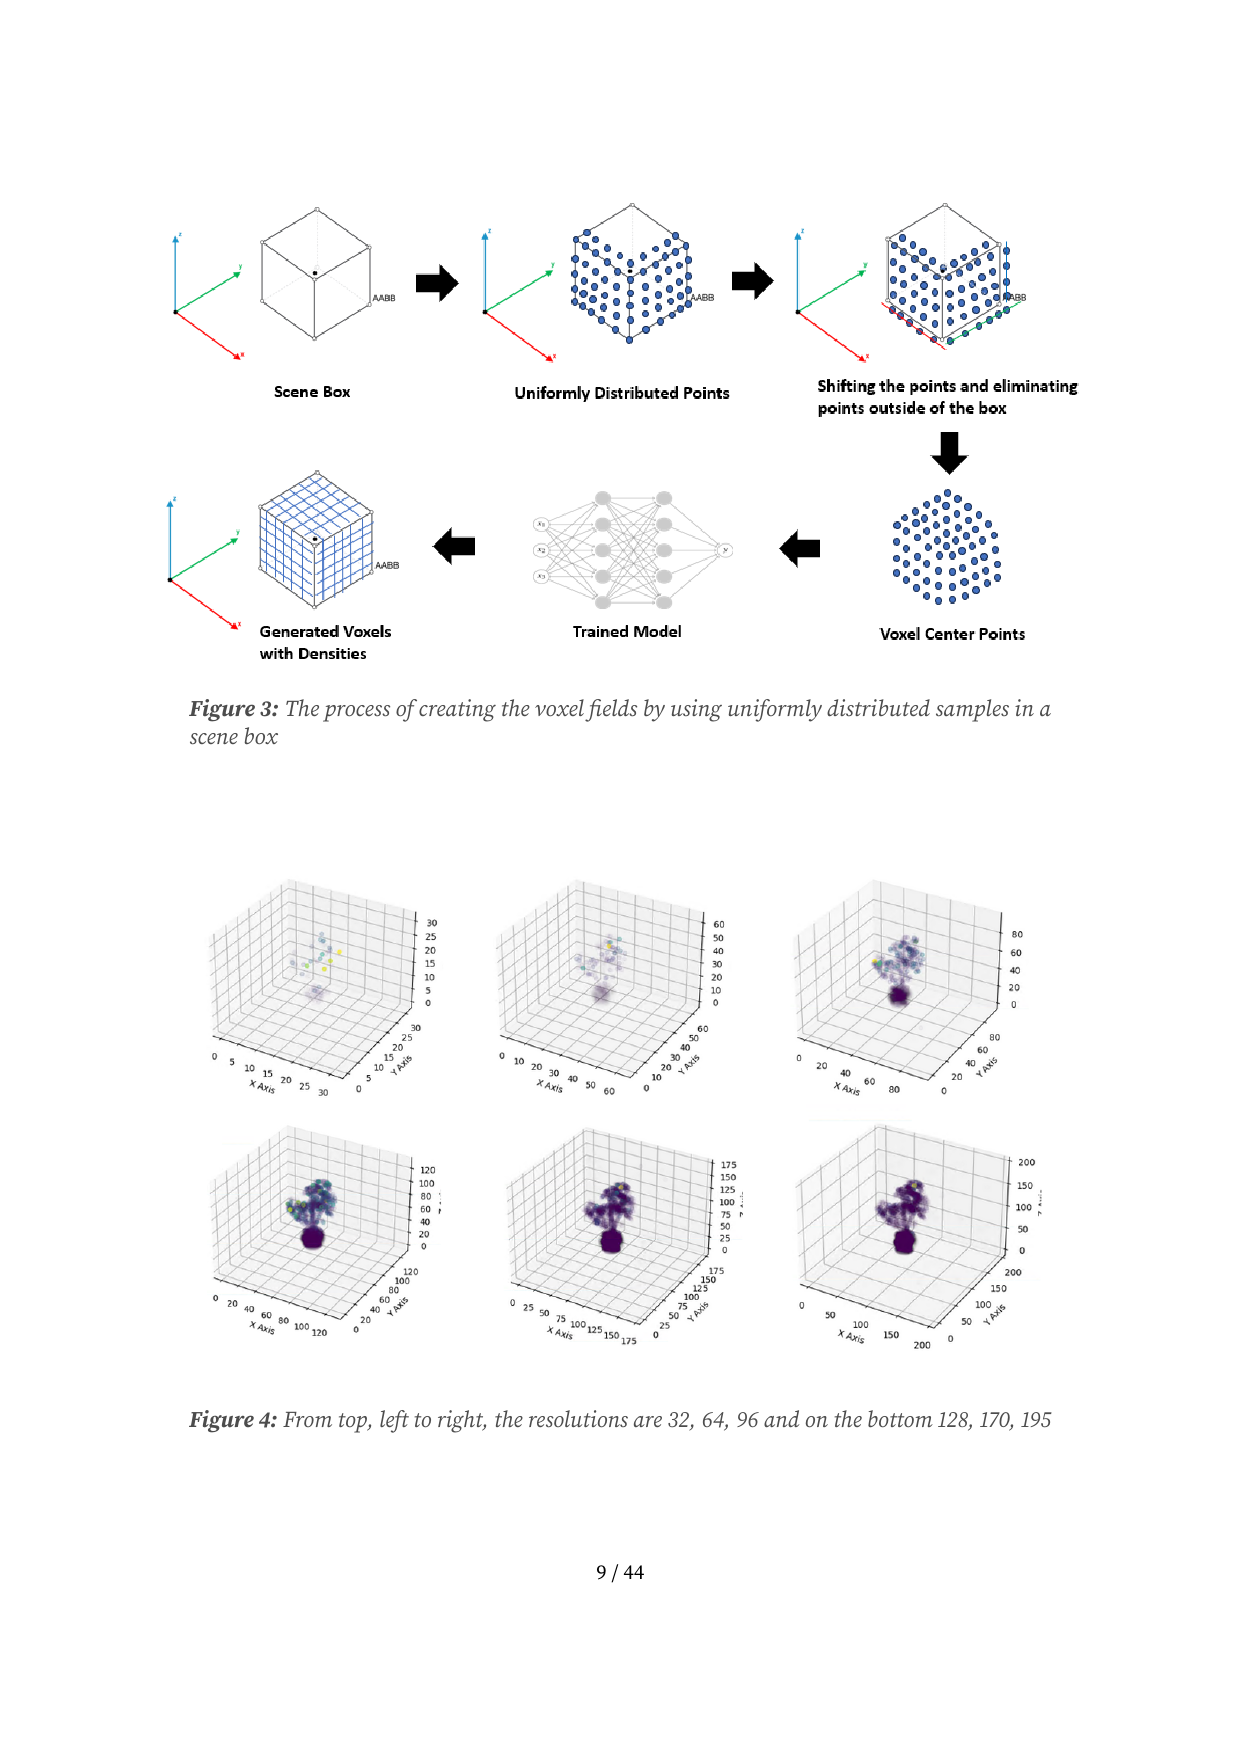 z
y
x
AABB
Scene Box
z
y
x
AABB
Uniformly Distributed Points
z
y
x
ABB
Shifting the points and eliminating
points outside of the box
z
y
x
AABB
Generated Voxels
with Densities
x₁
x₂
x₃
y
Trained Model
Voxel Center Points
Figure 3: The process of creating the voxel fields by using uniformly distributed samples in a
scene box
0 5 10 15 20 25 30
X Axis
0 5 10 15 20 25 30
Y Axis
0 5 10 15 20 25 30
0 10 20 30 40 50 60
X Axis
0 10 20 30 40 50 60
Y Axis
0 10 20 30 40 50 60
0 20 40 60 80
X Axis
0 20 40 60 80
Y Axis
0 20 40 60 80
0 20 40 60 80 100 120
X Axis
0 20 40 60 80 100 120
Y Axis
0 20 40 60 80 100 120
0 25 50 75 100 125 150 175
X Axis
0 25 50 75 100 125 150 175
Y Axis
0 25 50 75 100 125 150 175
0 50 100 150 200
X Axis
0 50 100 150 200
Y Axis
0 50 100 150 200
Figure 4: From top, left to right, the resolutions are 32, 64, 96 and on the bottom 128, 170, 195
9 / 44